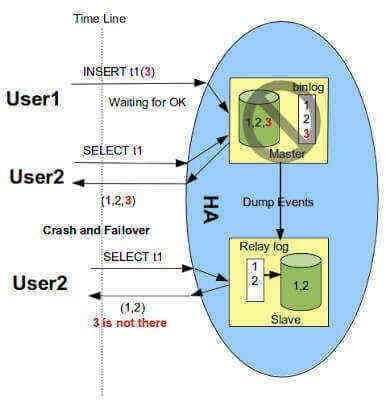 Time Line
INSERT t1(3)
User1
Waiting for OK
binlog
1
2
3
1,2,3
Master
SELECT t1
User2
(1,2,3)
HA
Dump Events
Crash and Failover
SELECT t1
User2
Relay log
1
2
1,2
Slave
(1,2)
3 is not there